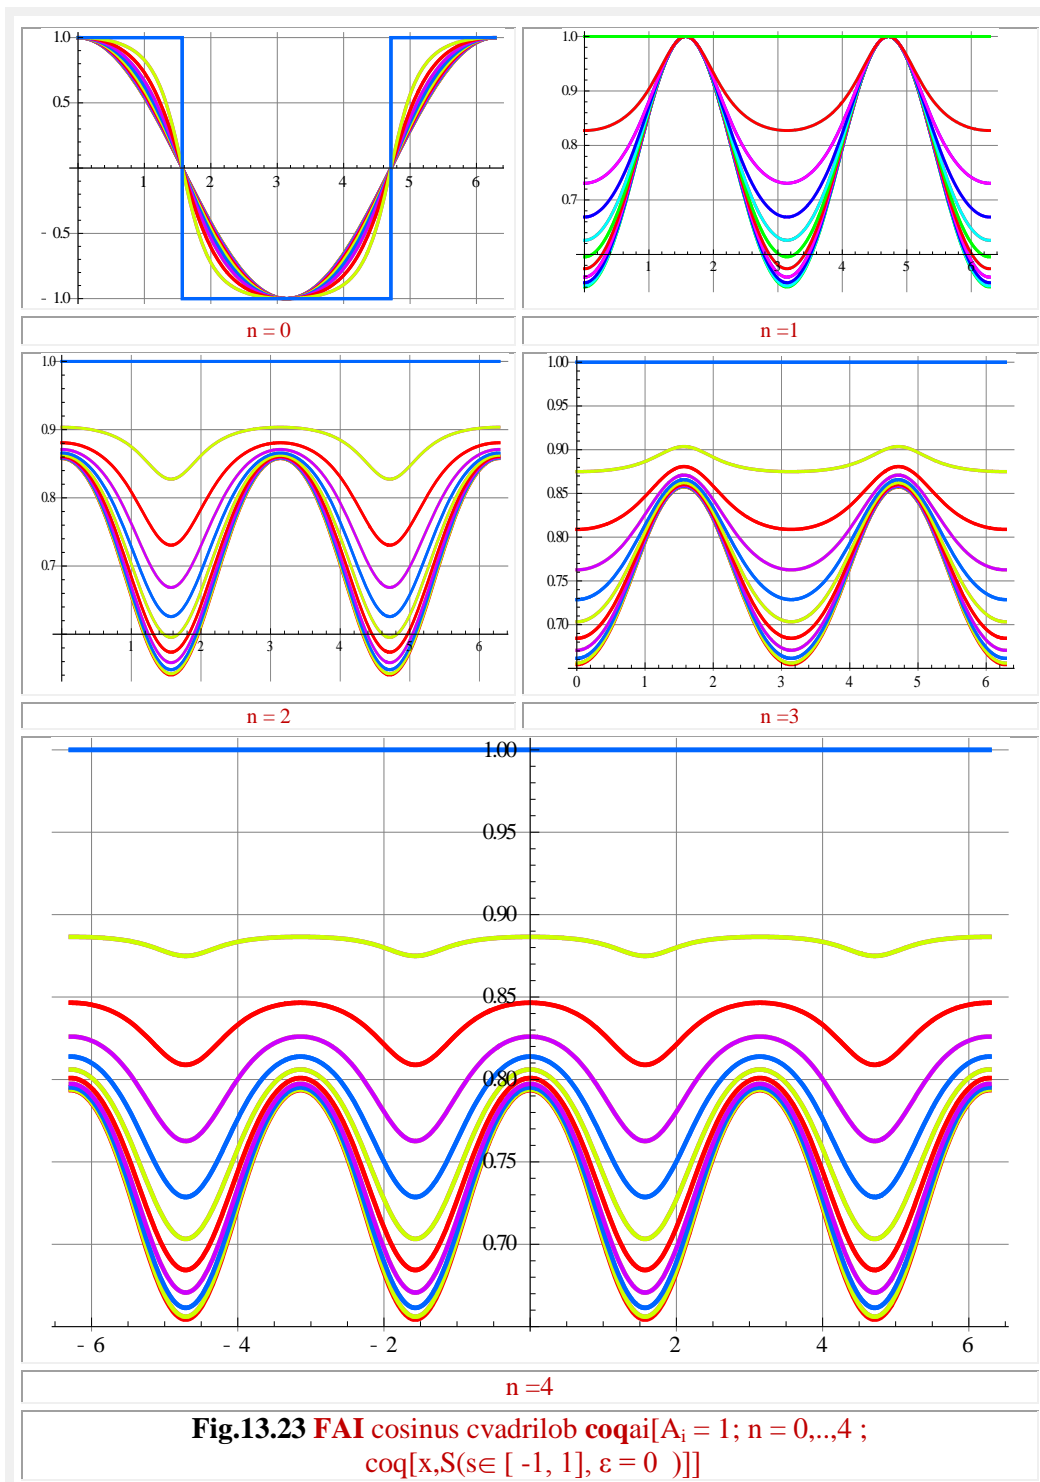 1.0
0.5
- 0.5
- 1.0
1 2 3 4 5 6
n = 0
1.0
0.9
0.8
0.7
1 2 3 4 5 6
n =1
1.0
0.9
0.8
0.7
1 2 3 4 5 6
n = 2
1.00
0.95
0.90
0.85
0.80
0.75
0.70
0 1 2 3 4 5 6
n =3
1.00
0.95
0.90
0.85
0.80
0.75
0.70
- 6 - 4 - 2 2 4 6
n =4
Fig.13.23 FAI cosinus cvadrilob coqai[Ai = 1; n = 0,..,4 ;
coq[x,S(s∈ [ -1, 1], ε = 0 )]]